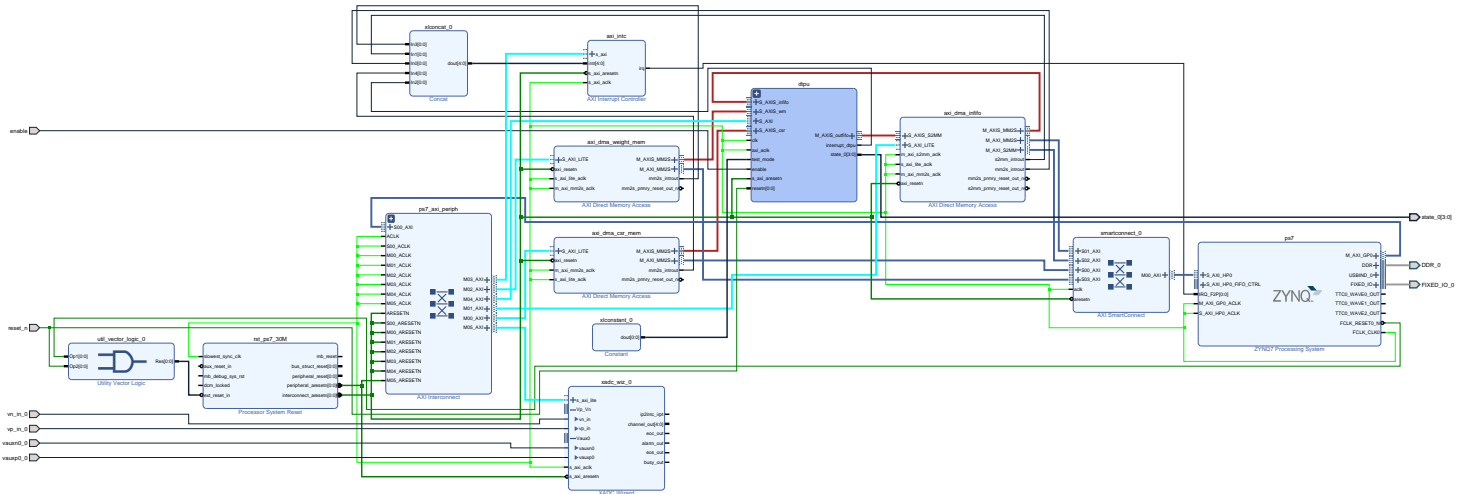 xlconcat_0
In3[0:0]
In1[0:0]
In0[0:0]
In4[0:0]
In2[0:0]
dout[4:0]
Concat
axi_intc
s_axi
intr[4:0]
s_axi_aresetn
s_axi_aclk
irq
AXI Interrupt Controller
dtpu
S_AXIS_infifo
S_AXIS_wm
S_AXI
S_AXIS_csr
clk
axi_aclk
test_mode
enable
s_axi_aresetn
resetn[0:0]
M_AXIS_outfifo
interrupt_dtpu
state_0[3:0]
axi_dma_infifo
S_AXIS_S2MM
S_AXI_LITE
m_axi_s2mm_aclk
s_axi_lite_aclk
m_axi_mm2s_aclk
axi_resetn
M_AXIS_MM2S
M_AXI_MM2S
M_AXI_S2MM
s2mm_introut
mm2s_introut
mm2s_prmry_reset_out_n
s2mm_prmry_reset_out_n
AXI Direct Memory Access
enable
axi_dma_weight_mem
S_AXI_LITE
axi_resetn
s_axi_lite_aclk
m_axi_mm2s_aclk
M_AXIS_MM2S
M_AXI_MM2S
mm2s_introut
mm2s_prmry_reset_out_n
AXI Direct Memory Access
ps7_axi_periph
S00_AXI
ACLK
S00_ACLK
M00_ACLK
M01_ACLK
M02_ACLK
M03_ACLK
M04_ACLK
M05_ACLK
ARESETN
S00_ARESETN
M00_ARESETN
M01_ARESETN
M02_ARESETN
M03_ARESETN
M04_ARESETN
M05_ARESETN
M03_AXI
M02_AXI
M04_AXI
M01_AXI
M00_AXI
M05_AXI
AXI Interconnect
axi_dma_csr_mem
S_AXI_LITE
axi_resetn
m_axi_mm2s_aclk
s_axi_lite_aclk
M_AXIS_MM2S
M_AXI_MM2S
mm2s_introut
mm2s_prmry_reset_out_n
AXI Direct Memory Access
smartconnect_0
S01_AXI
S02_AXI
S00_AXI
S03_AXI
aclk
aresetn
M00_AXI
AXI SmartConnect
ps7
S_AXI_HP0
S_AXI_HP0_FIFO_CTRL
IRQ_F2P[0:0]
M_AXI_GP0_ACLK
S_AXI_HP0_ACLK
ZYNQ
M_AXI_GP0
DDR
USBIND_0
FIXED_IO
TTC0_WAVE0_OUT
TTC0_WAVE1_OUT
TTC0_WAVE2_OUT
FCLK_RESET0_N
FCLK_CLK0
ZYNQ7 Processing System
state_0[3:0]
DDR_0
FIXED_IO_0
xlconstant_0
dout[0:0]
Constant
reset_n
util_vector_logic_0
Op1[0:0]
Op2[0:0]
Res[0:0]
Utility Vector Logic
rst_ps7_30M
slowest_sync_clk
aux_reset_in
mb_debug_sys_rst
dcm_locked
ext_reset_in
mb_reset
bus_struct_reset[0:0]
peripheral_reset[0:0]
peripheral_aresetn[0:0]
interconnect_aresetn[0:0]
Processor System Reset
xadc_wiz_0
s_axi_lite
Vp_Vn
vn_in
vp_in
Vaux0
vauxn0
vauxp0
s_axi_aclk
s_axi_aresetn
ip2intc_irpt
channel_out[4:0]
eoc_out
alarm_out
eos_out
busy_out
XADC Wizard
vn_in_0
vp_in_0
vauxn0_0
vauxp0_0